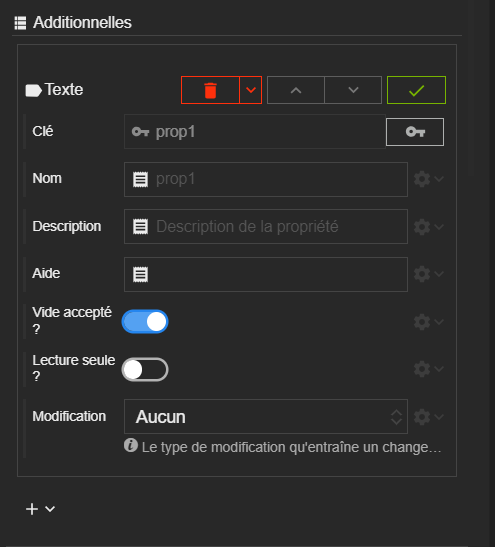 Additionnelles
Texte
Clé
prop1
Nom
prop1
Description
Description de la propriété
Aide
Vide accepté
?
Lecture seule
?
Modification
Aucun
Le type de modification qu'entraîne un change…